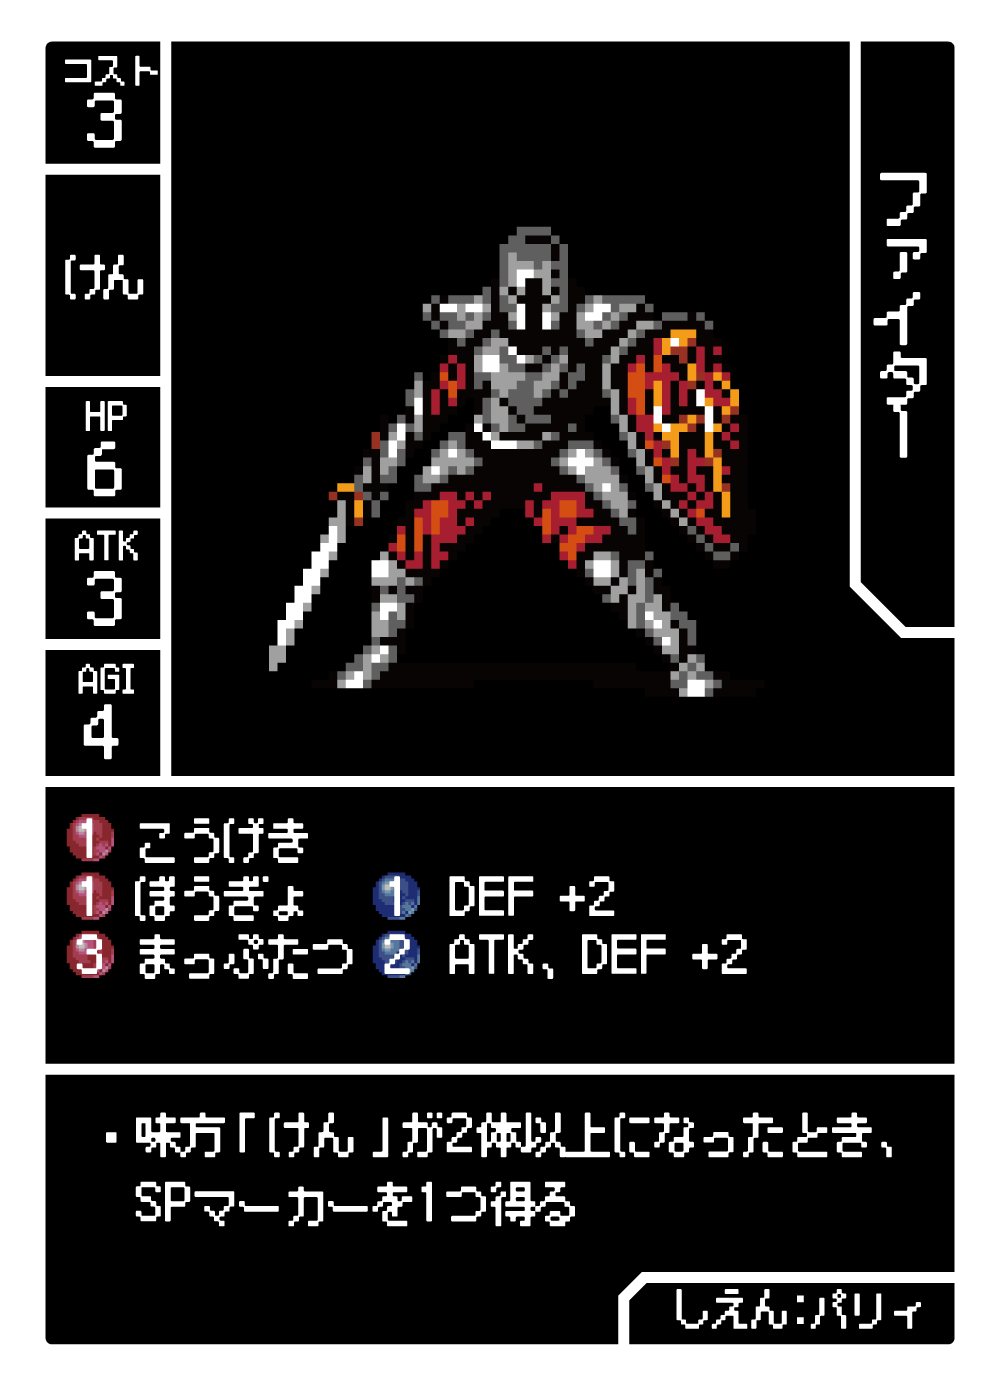 コスト
3
けん
HP
6
ATK
3
AGI
4
ファイター
1 こうげき
1 ぼうぎょ 1 DEF +2
3 まっぷたつ 2 ATK、DEF +2
・味方「けん」が2体以上になったとき、
SPマーカーを1つ得る
しえん:パリィ